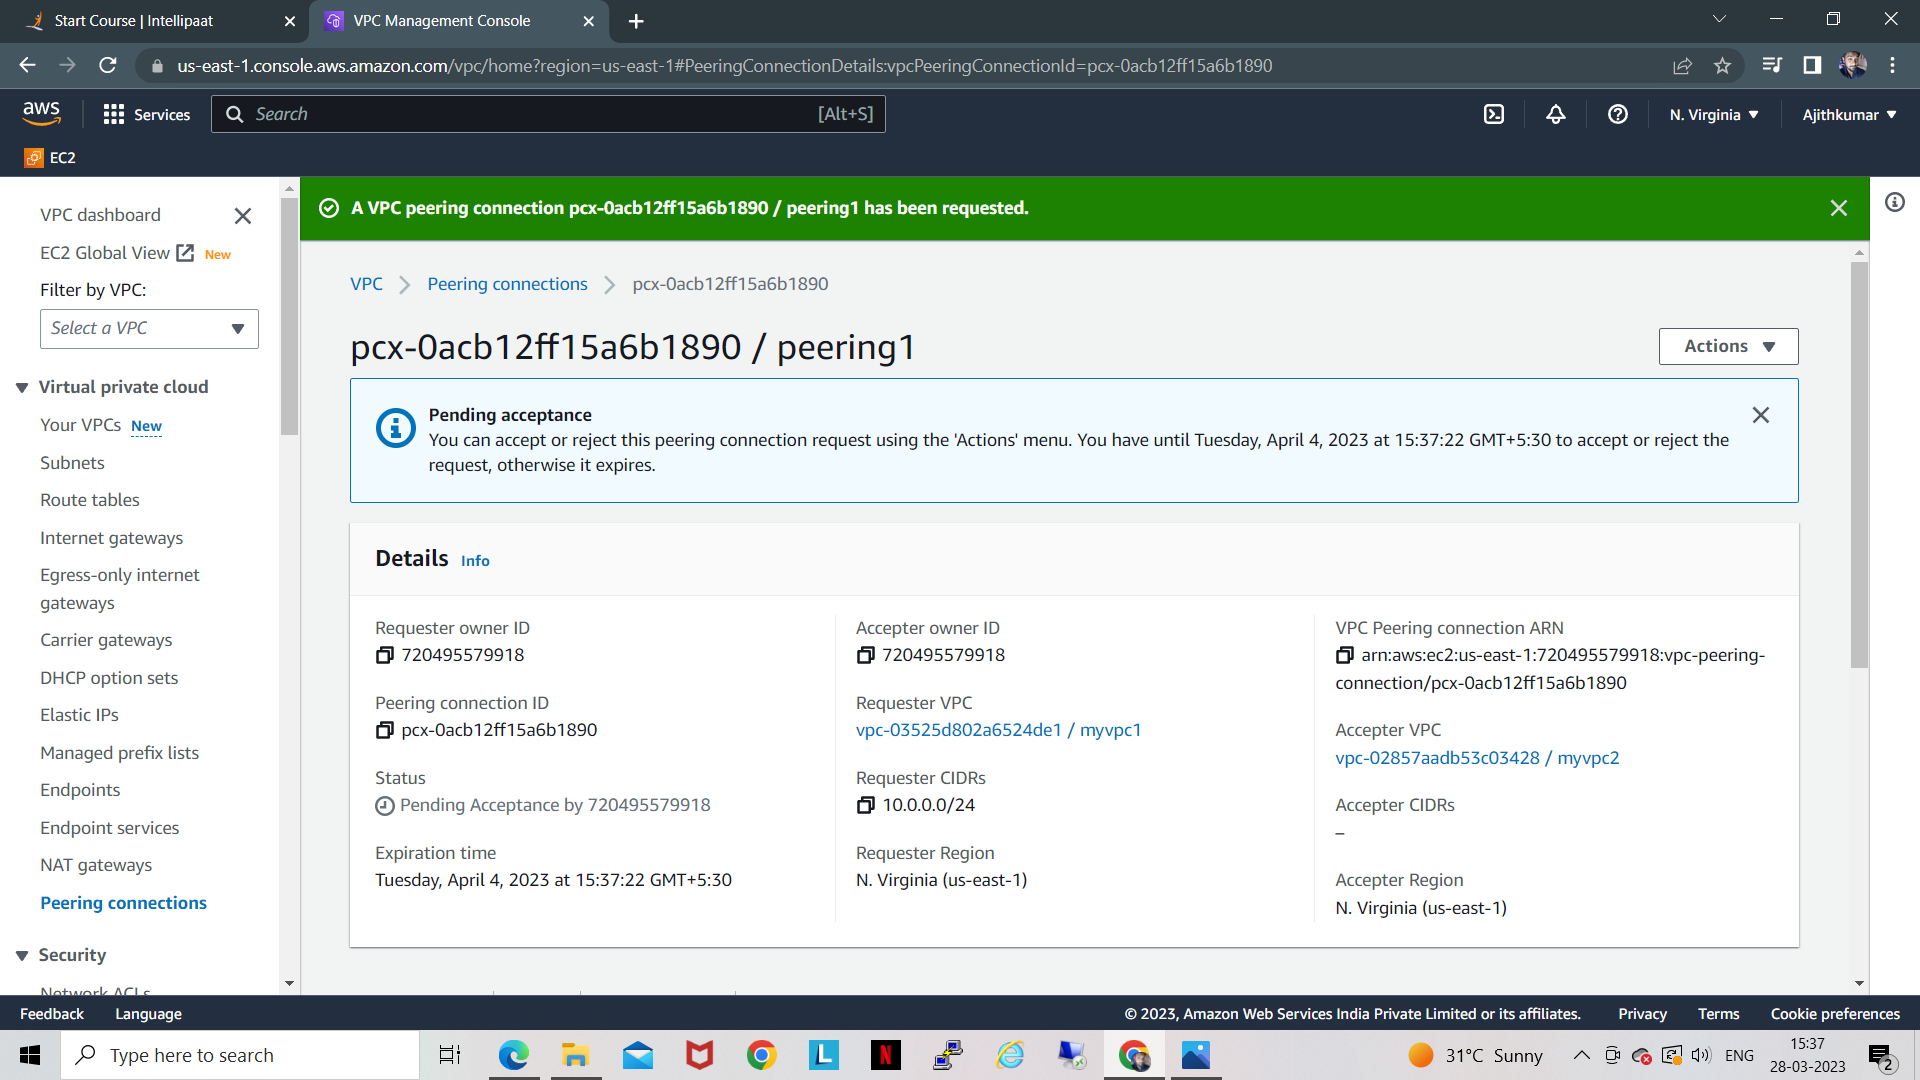 Start Course | Intellipaat
VPC Management Console
us-east-1.console.aws.amazon.com/vpc/home?region=us-east-1#PeeringConnectionDetails:vpcPeeringConnectionId=pcx-0acb12ff15a6b1890
aws
Services
Search
[Alt+S]
N. Virginia
Ajithkumar
EC2
VPC dashboard
EC2 Global View New
Filter by VPC:
Select a VPC
Virtual private cloud
Your VPCs New
Subnets
Route tables
Internet gateways
Egress-only internet
gateways
Carrier gateways
DHCP option sets
Elastic IPs
Managed prefix lists
Endpoints
Endpoint services
NAT gateways
Peering connections
Security
Network ACLs
A VPC peering connection pcx-0acb12ff15a6b1890 / peering1 has been requested.
VPC
Peering connections
pcx-0acb12ff15a6b1890
pcx-0acb12ff15a6b1890 / peering1
Actions
Pending acceptance
You can accept or reject this peering connection request using the 'Actions' menu. You have until Tuesday, April 4, 2023 at 15:37:22 GMT+5:30 to accept or reject the
request, otherwise it expires.
Details Info
Requester owner ID
720495579918
Peering connection ID
pcx-0acb12ff15a6b1890
Status
Pending Acceptance by 720495579918
Expiration time
Tuesday, April 4, 2023 at 15:37:22 GMT+5:30
Accepter owner ID
720495579918
Requester VPC
vpc-03525d802a6524de1 / myvpc1
Requester CIDRs
10.0.0.0/24
Requester Region
N. Virginia (us-east-1)
VPC Peering connection ARN
arn:aws:ec2:us-east-1:720495579918:vpc-peering-
connection/pcx-0acb12ff15a6b1890
Accepter VPC
vpc-02857aadb53c03428 / myvpc2
Accepter CIDRs
–
Accepter Region
N. Virginia (us-east-1)
Feedback
Language
© 2023, Amazon Web Services India Private Limited or its affiliates.
Privacy
Terms
Cookie preferences
Type here to search
L
N
31°C Sunny
ENG
15:37
28-03-2023
2